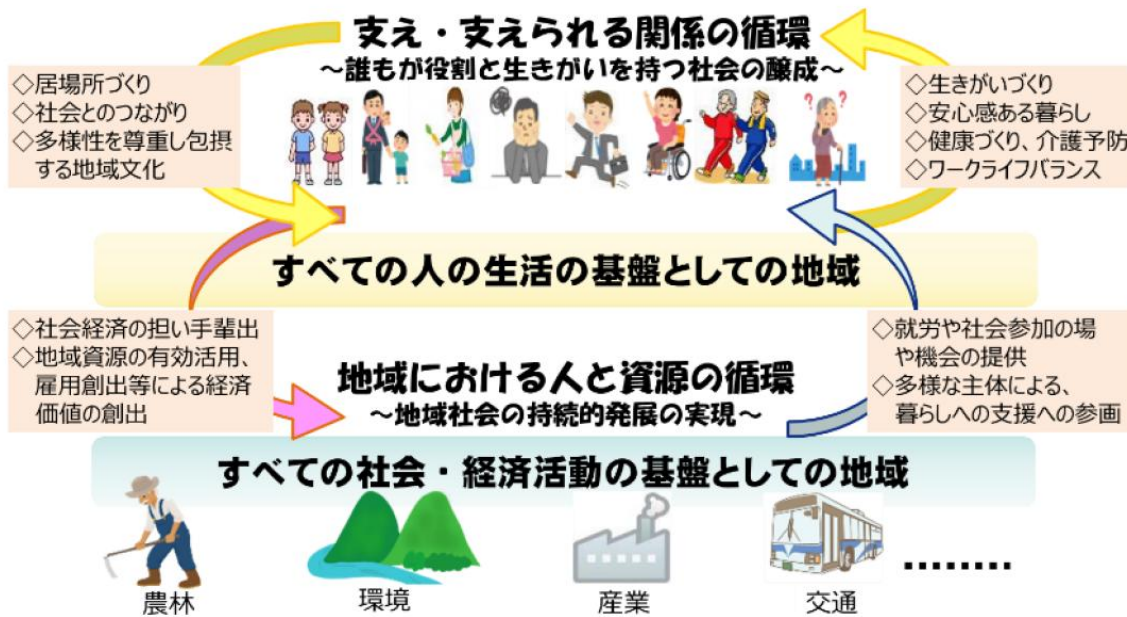 支え・支えられる関係の循環
～誰もが役割と生きがいを持つ社会の醸成～
◇居場所づくり
◇社会とのつながり
◇多様性を尊重し包摂
する地域文化
◇生きがいづくり
◇安心感ある暮らし
◇健康づくり、介護予防
◇ワークライフバランス
? ?
すべての人の生活の基盤としての地域
◇社会経済の担い手輩出
◇地域資源の有効活用、
雇用創出等による経済
価値の創出
地域における人と資源の循環
～地域社会の持続的発展の実現～
◇就労や社会参加の場
や機会の提供
◇多様な主体による、
暮らしへの支援への参画
すべての社会・経済活動の基盤としての地域
農林
環境
産業
交通
………